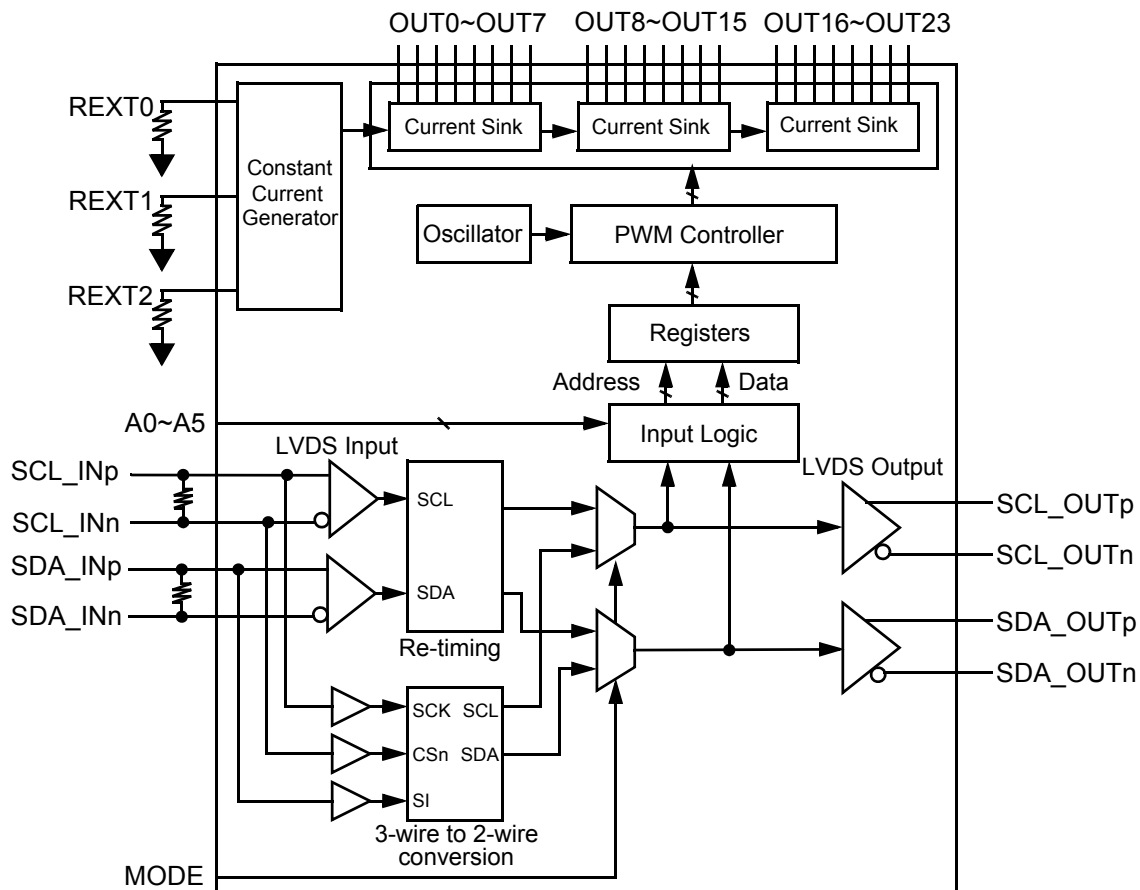 OUT0~OUT7
OUT8~OUT15
OUT16~OUT23
REXT0
REXT1
REXT2
Constant
Current
Generator
Current Sink
Current Sink
Current Sink
Oscillator
PWM Controller
Registers
Address
Data
A0~A5
Input Logic
LVDS Input
LVDS Output
SCL_INp
SCL_INn
SDA_INp
SDA_INn
SCL
SDA
Re-timing
SCL_OUTp
SCL_OUTn
SDA_OUTp
SDA_OUTn
SCK SCL
CSn SDA
SI
3-wire to 2-wire
conversion
MODE